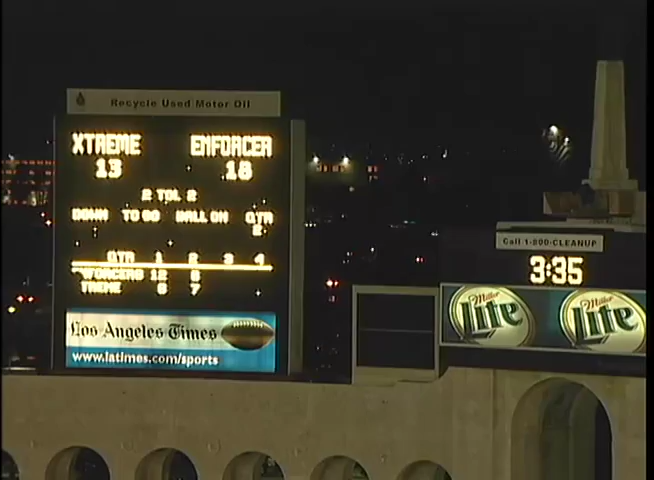 Recycle Used Motor Oil
XTREME ENFORCER
13 18
2 TOL 2
DOWN TO GO BALL ON QTR
2
QTR 1 2 3 4
ENFORCERS 12 6
XTREME 6 7
Los Angeles Times
www.latimes.com/sports
Call 1-800-CLEANUP
3:35
Miller Lite Miller Lite